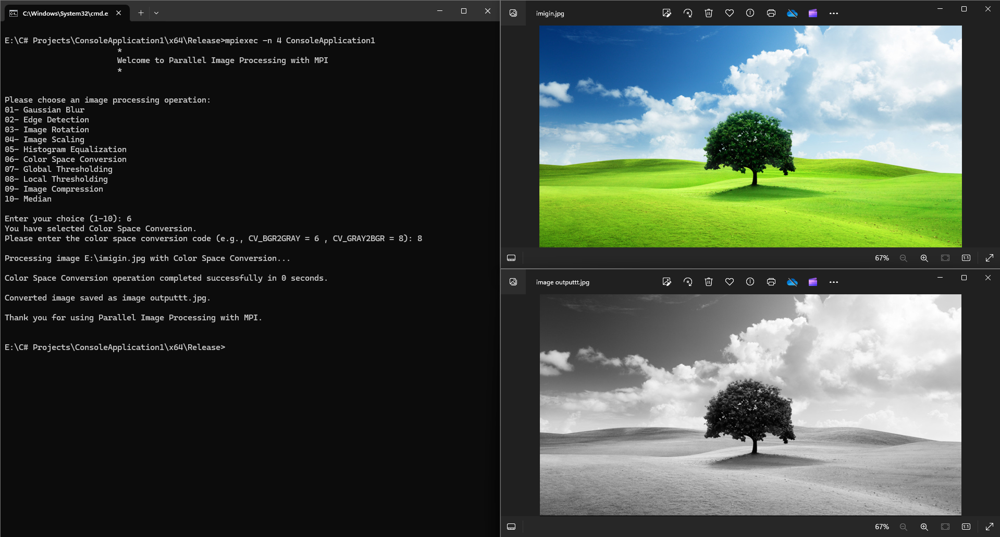 C:\Windows\System32\cmd.e
E:\C# Projects\ConsoleApplication1\x64\Release>mpiexec -n 4 ConsoleApplication1
*
Welcome to Parallel Image Processing with MPI
*
Please choose an image processing operation:
01- Gaussian Blur
02- Edge Detection
03- Image Rotation
04- Image Scaling
05- Histogram Equalization
06- Color Space Conversion
07- Global Thresholding
08- Local Thresholding
09- Image Compression
10- Median
Enter your choice (1-10): 6
You have selected Color Space Conversion.
Please enter the color space conversion code (e.g., CV_BGR2GRAY = 6 , CV_GRAY2BGR = 8): 8
Processing image E:\imigin.jpg with Color Space Conversion...
Color Space Conversion operation completed successfully in 0 seconds.
Converted image saved as image outputtt.jpg.
Thank you for using Parallel Image Processing with MPI.
E:\C# Projects\ConsoleApplication1\x64\Release>
imigin.jpg
67%
1:1
image outputtt.jpg
67%
1:1